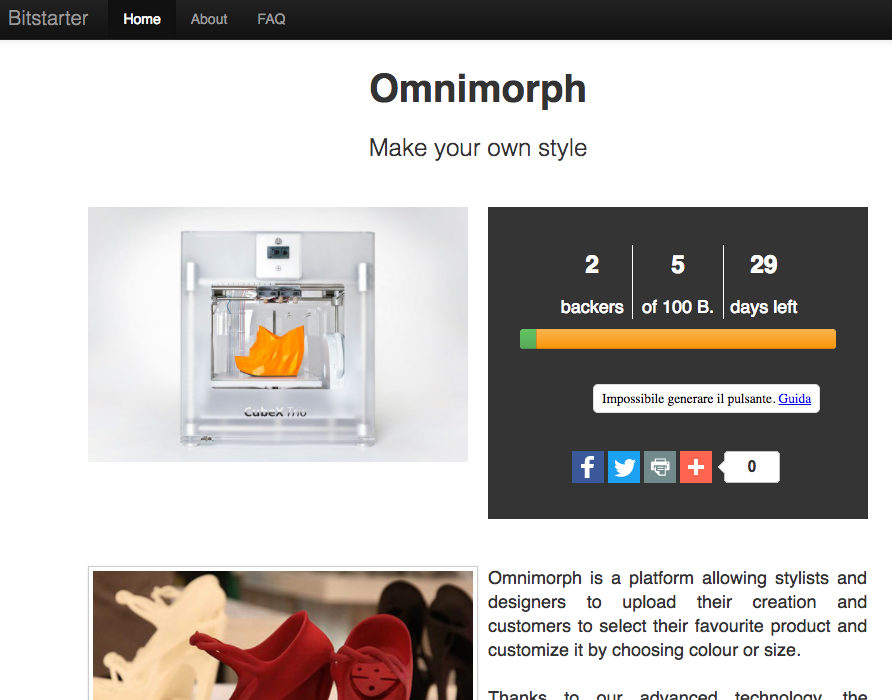 Bitstarter Home About FAQ
Omnimorph
Make your own style
CubeX Trio
2 5 29
backers of 100 B. days left
Impossibile generare il pulsante. Guida
0
Omnimorph is a platform allowing stylists and
designers to upload their creation and
customers to select their favourite product and
customize it by choosing colour or size.
Thanks to our advanced technology, the